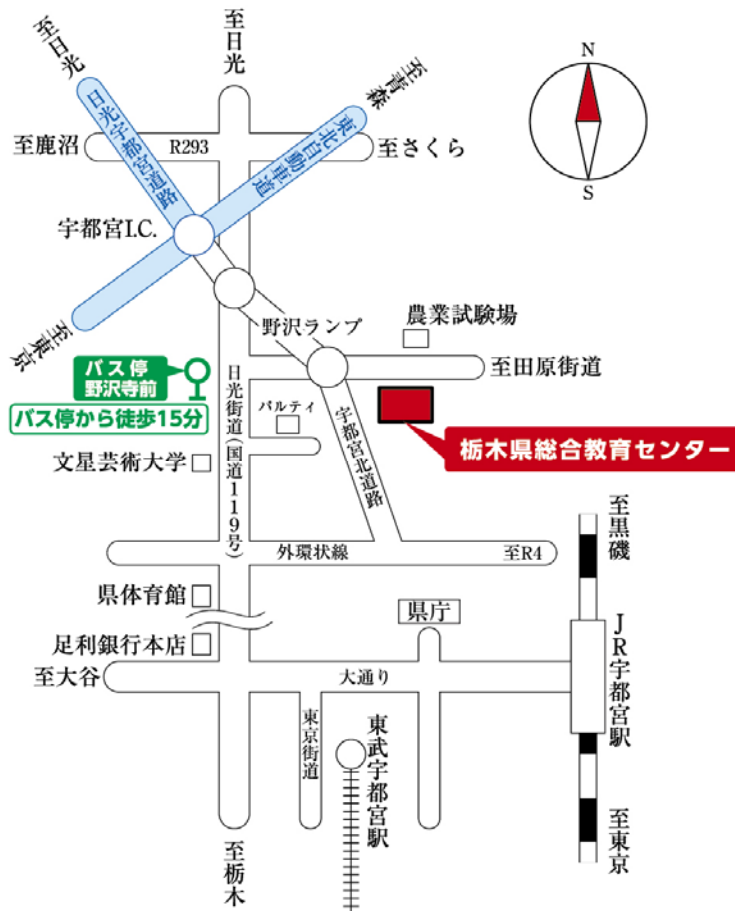 至日光
至日光
至青森
N
S
日光宇都宮道路
東北自動車道
至鹿沼
R293
至さくら
宇都宮I.C.
至東京
野沢ランプ
農業試験場
至田原街道
バス停
野沢寺前
バス停から徒歩15分
日光街道(国道119号)
パルティ
宇都宮北道路
栃木県総合教育センター
文星芸術大学
外環状線
至R4
至黒磯
県体育館
県庁
足利銀行本店
至大谷
大通り
JR宇都宮駅
東京街道
東武宇都宮駅
至栃木
至東京